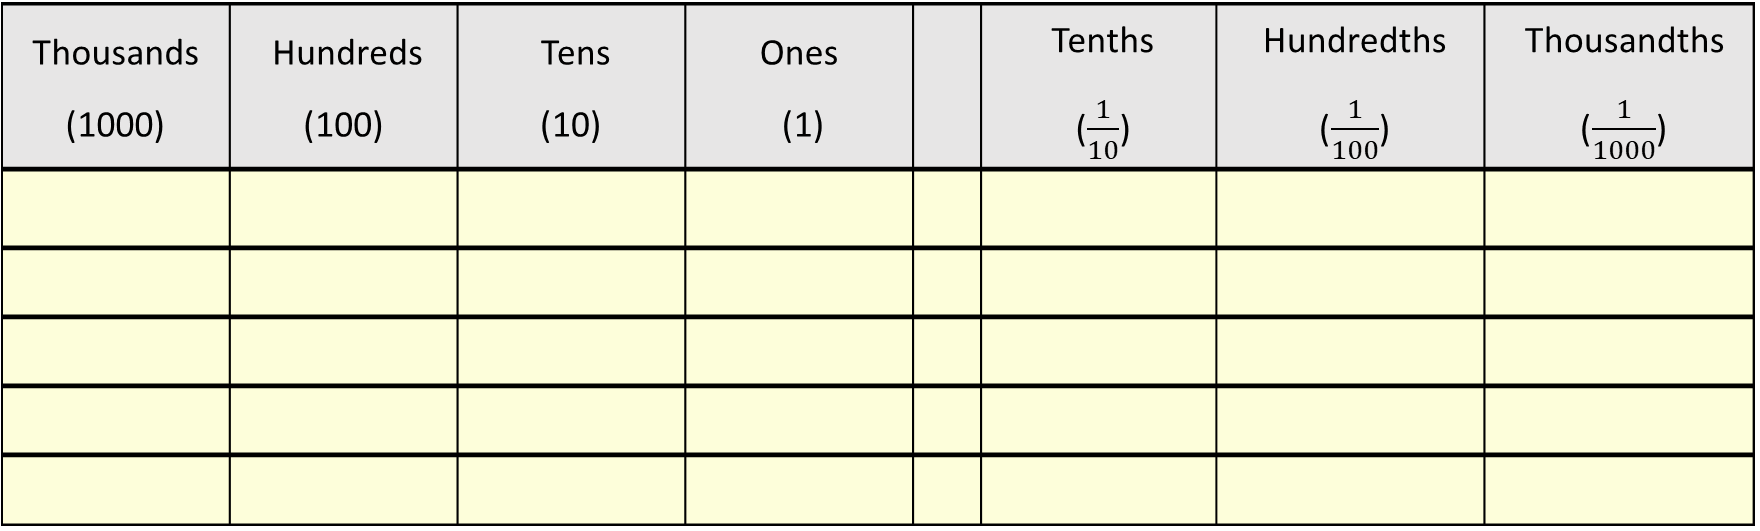 Thousands Hundreds Tens Ones Tenths Hundredths Thousandths
(1000) (100) (10) (1) (1/10) (1/100) (1/1000)